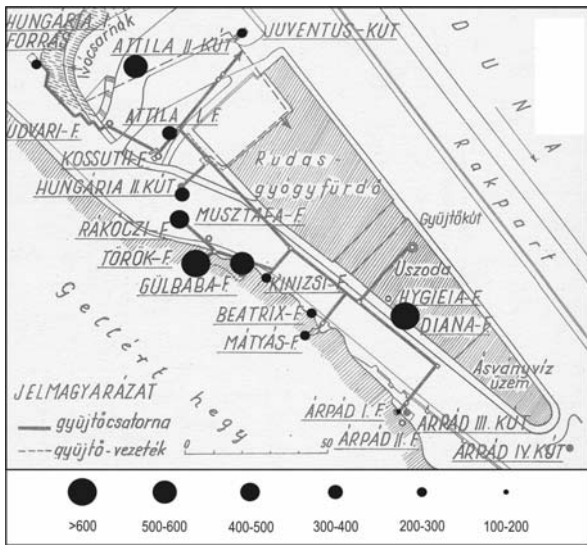 HUNGÁRIA I.
FORRÁS
Ivócsarnok
ATTILA II. KÚT
JUVENTUS-KÚT
DUNA
Rakpart
UDVARI-F.
ATTILA I. F.
KOSSUTH-F.
HUNGÁRIA II. KÚT
Rudas-
gyógyfürdő
MUSZTAFA-F.
RÁKÓCZI-F.
Gyűjtőkút
TÖRÖK-F.
GÜLBABA-F.
KINIZSI-F.
Uszoda
HYGIEIA-F.
DIANA-F.
BEATRIX-F.
MÁTYÁS-F.
Gellért hegy
Ásványvíz
üzem
JELMAGYARÁZAT
gyűjtőcsatorna
gyűjtő-vezeték
0 50
ÁRPÁD I. F.
ÁRPÁD II. F.
ÁRPÁD III. KÚT
ÁRPÁD IV. KÚT
>600 500-600 400-500 300-400 200-300 100-200